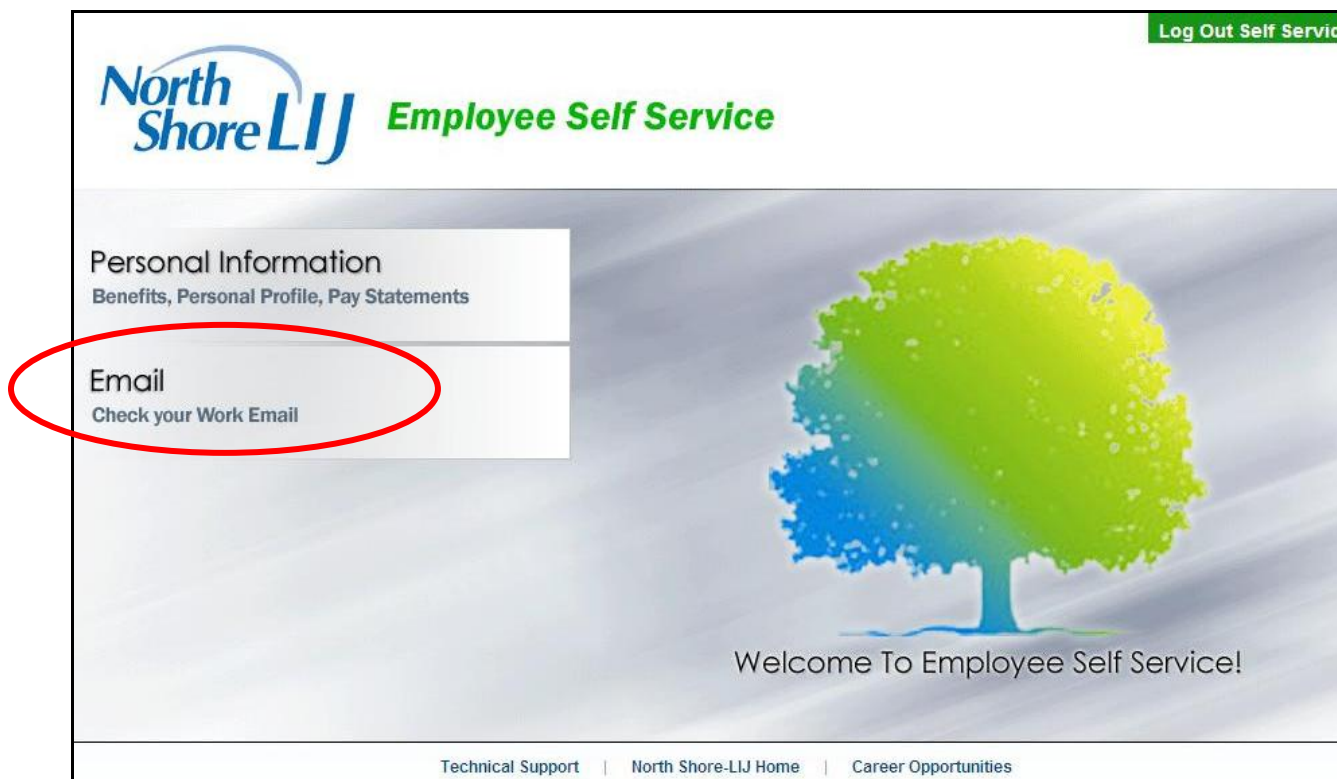 Log Out Self Servic
North
Shore LIJ
Employee Self Service
Personal Information
Benefits, Personal Profile, Pay Statements
Email
Check your Work Email
Welcome To Employee Self Service!
Technical Support | North Shore-LIJ Home | Career Opportunities